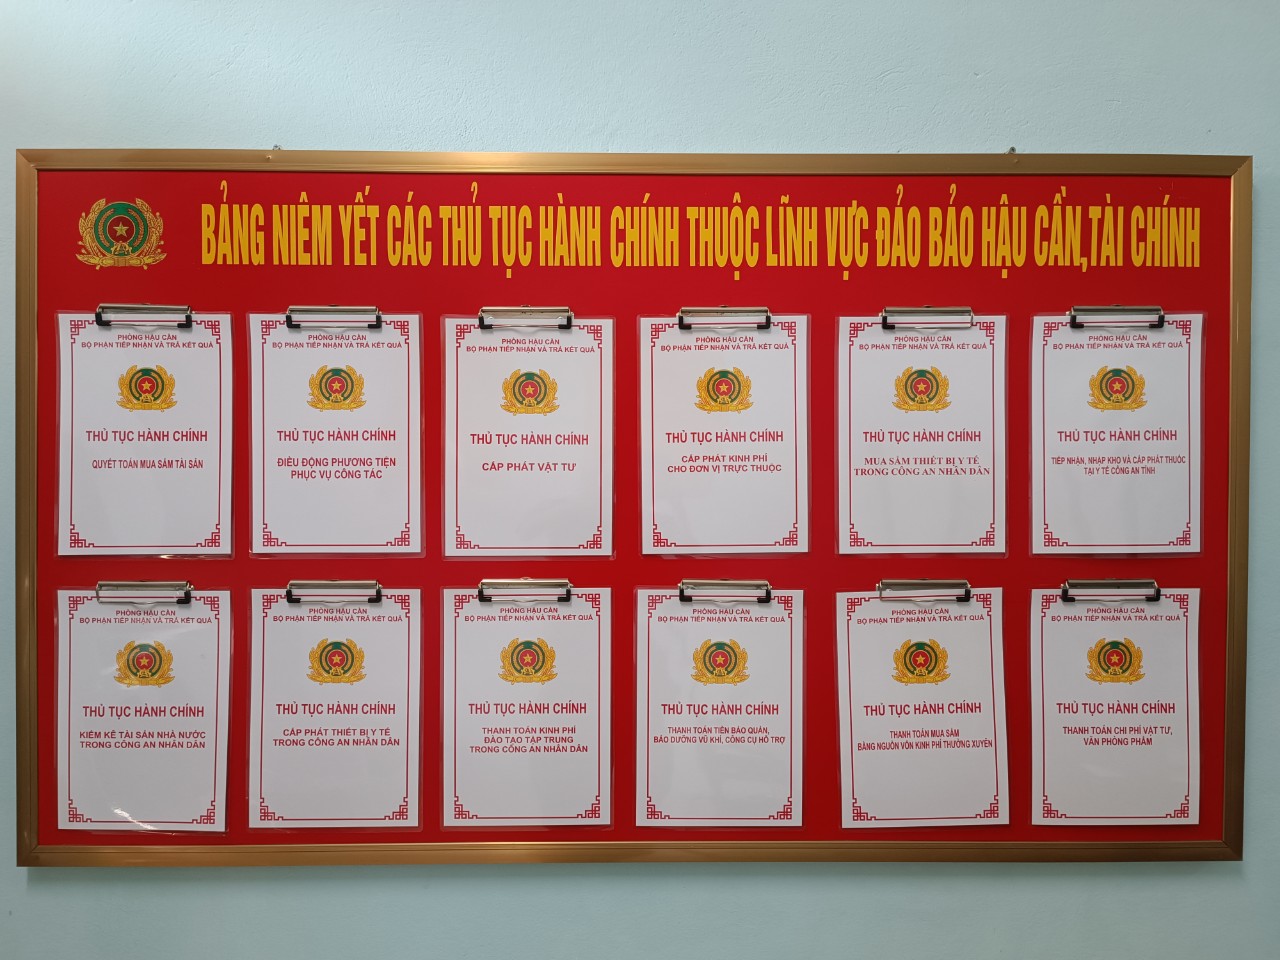 BẢNG NIÊM YẾT CÁC THỦ TỤC HÀNH CHÍNH THUỘC LĨNH VỰC ĐẢO BẢO HẬU CẦN,TÀI CHÍNH
PHÒNG HẬU CẦN
BỘ PHẬN TIẾP NHẬN VÀ TRẢ KẾT QUẢ
THỦ TỤC HÀNH CHÍNH
QUYẾT TOÁN MUA SẮM TÀI SẢN
PHÒNG HẬU CẦN
BỘ PHẬN TIẾP NHẬN VÀ TRẢ KẾT QUẢ
THỦ TỤC HÀNH CHÍNH
ĐIỀU ĐỘNG PHƯƠNG TIỆN
PHỤC VỤ CÔNG TÁC
PHÒNG HẬU CẦN
BỘ PHẬN TIẾP NHẬN VÀ TRẢ KẾT QUẢ
THỦ TỤC HÀNH CHÍNH
CẤP PHÁT VẬT TƯ
PHÒNG HẬU CẦN
BỘ PHẬN TIẾP NHẬN VÀ TRẢ KẾT QUẢ
THỦ TỤC HÀNH CHÍNH
CẤP PHÁT KINH PHÍ
CHO ĐƠN VỊ TRỰC THUỘC
PHÒNG HẬU CẦN
BỘ PHẬN TIẾP NHẬN VÀ TRẢ KẾT QUẢ
THỦ TỤC HÀNH CHÍNH
MUA SẮM THIẾT BỊ Y TẾ
TRONG CÔNG AN NHÂN DÂN
PHÒNG HẬU CẦN
BỘ PHẬN TIẾP NHẬN VÀ TRẢ KẾT QUẢ
THỦ TỤC HÀNH CHÍNH
TIẾP NHẬN, NHẬP KHO VÀ CẤP PHÁT THUỐC
TẠI Y TẾ CÔNG AN TỈNH
PHÒNG HẬU CẦN
BỘ PHẬN TIẾP NHẬN VÀ TRẢ KẾT QUẢ
THỦ TỤC HÀNH CHÍNH
KIỂM KÊ TÀI SẢN NHÀ NƯỚC
TRONG CÔNG AN NHÂN DÂN
PHÒNG HẬU CẦN
BỘ PHẬN TIẾP NHẬN VÀ TRẢ KẾT QUẢ
THỦ TỤC HÀNH CHÍNH
CẤP PHÁT THIẾT BỊ Y TẾ
TRONG CÔNG AN NHÂN DÂN
PHÒNG HẬU CẦN
BỘ PHẬN TIẾP NHẬN VÀ TRẢ KẾT QUẢ
THỦ TỤC HÀNH CHÍNH
THANH TOÁN KINH PHÍ
ĐÀO TẠO TẬP TRUNG
TRONG CÔNG AN NHÂN DÂN
PHÒNG HẬU CẦN
BỘ PHẬN TIẾP NHẬN VÀ TRẢ KẾT QUẢ
THỦ TỤC HÀNH CHÍNH
THANH TOÁN TIỀN BẢO QUẢN,
BẢO DƯỠNG VŨ KHÍ, CÔNG CỤ HỖ TRỢ
PHÒNG HẬU CẦN
BỘ PHẬN TIẾP NHẬN VÀ TRẢ KẾT QUẢ
THỦ TỤC HÀNH CHÍNH
THANH TOÁN MUA SẮM
BẰNG NGUỒN VỐN KINH PHÍ THƯỜNG XUYÊN
PHÒNG HẬU CẦN
BỘ PHẬN TIẾP NHẬN VÀ TRẢ KẾT QUẢ
THỦ TỤC HÀNH CHÍNH
THANH TOÁN CHI PHÍ VẬT TƯ,
VĂN PHÒNG PHẨM